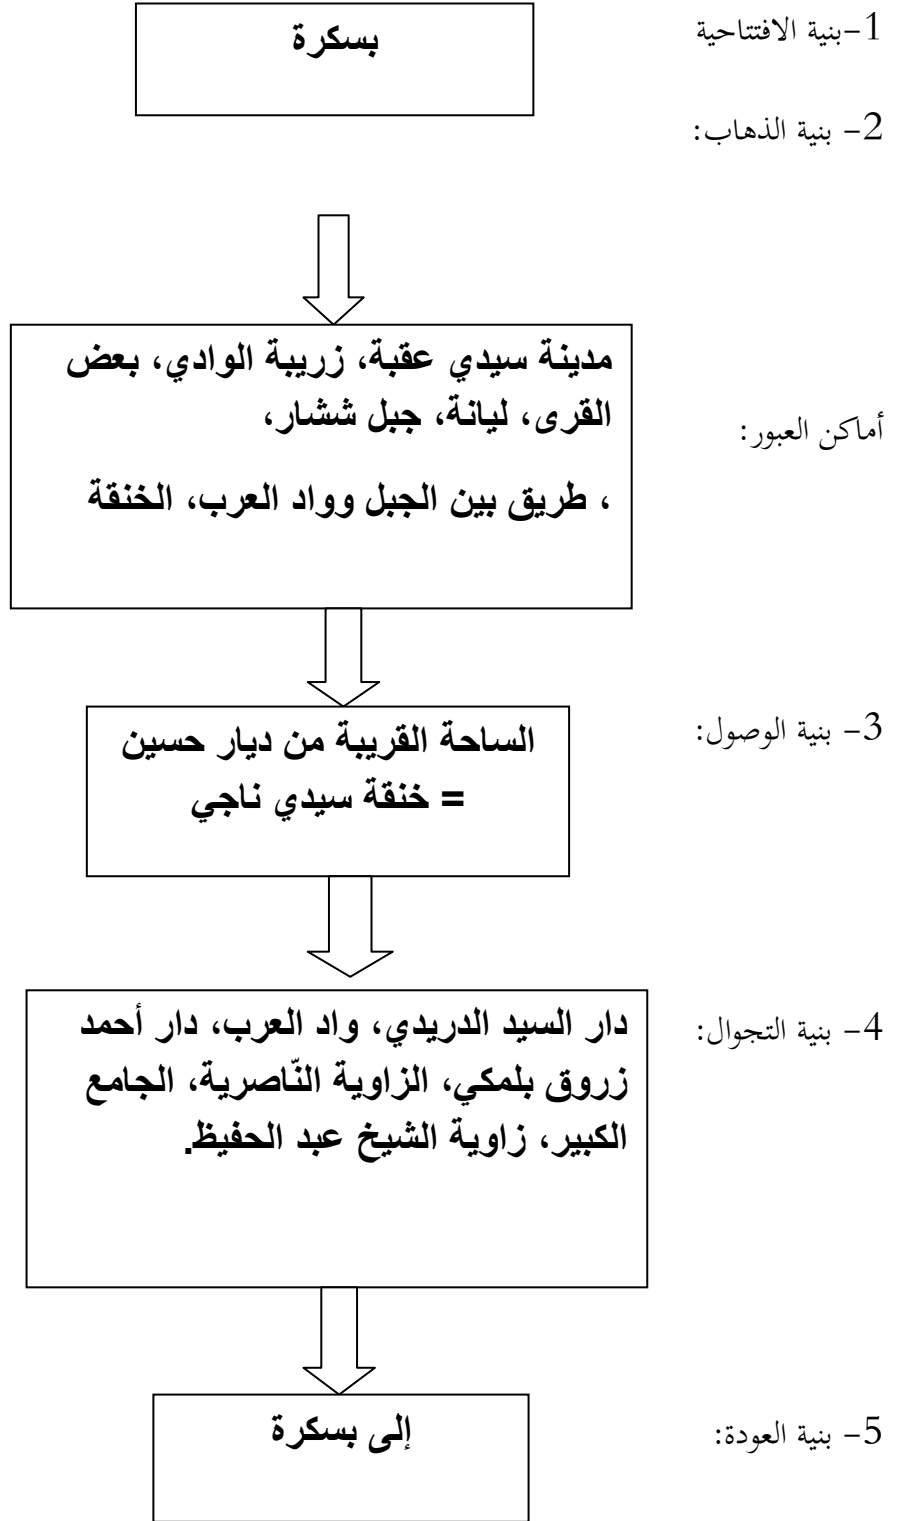 1-بنية الافتتاحية
بسكرة
2- بنية الذهاب:
أماكن العبور:
مدينة سيدي عقبة، زريبة الوادي، بعض
القرى، ليانة، جبل ششار،
، طريق بين الجبل وواد العرب، الخنقة
3- بنية الوصول:
الساحة القريبة من ديار حسين
= خنقة سيدي ناجي
4- بنية التجوال:
دار السيد الدريدي، واد العرب، دار أحمد
زروق بلمكي، الزاوية النّاصرية، الجامع
الكبير، زاوية الشيخ عبد الحفيظ.
5- بنية العودة:
إلى بسكرة